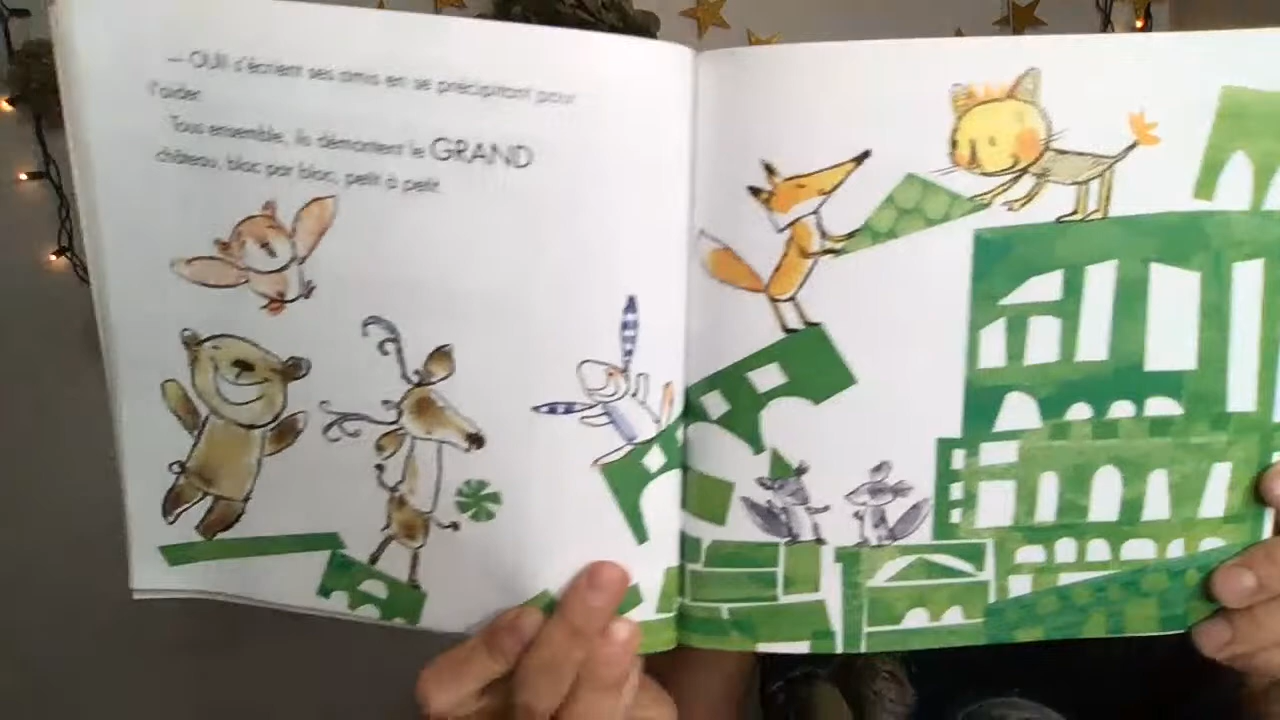 — OUI! s'écrient ses amis en se précipitant pour
l'aider.
Tous ensemble, ils démontent le GRAND
château, bloc par bloc, petit à petit.